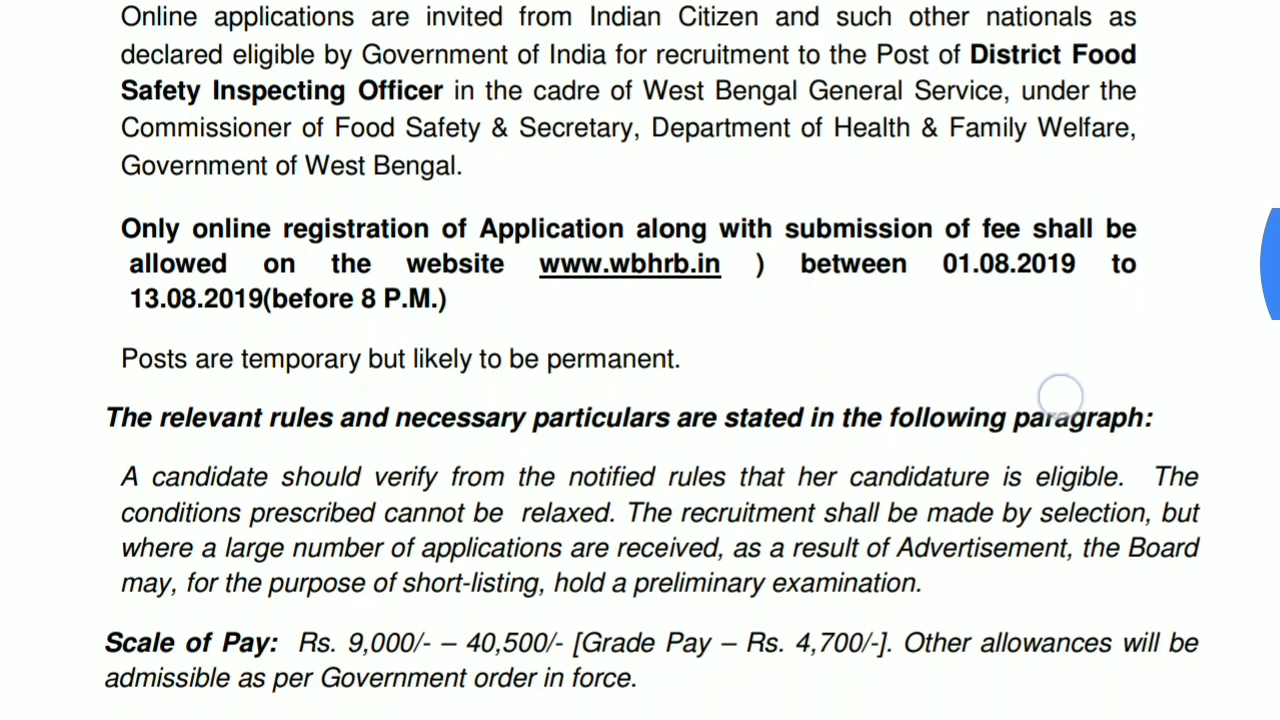 Online applications are invited from Indian Citizen and such other nationals as
declared eligible by Government of India for recruitment to the Post of District Food
Safety Inspecting Officer in the cadre of West Bengal General Service, under the
Commissioner of Food Safety & Secretary, Department of Health & Family Welfare,
Government of West Bengal.
Only online registration of Application along with submission of fee shall be
allowed on the website www.wbhrb.in ) between 01.08.2019 to
13.08.2019(before 8 P.M.)
Posts are temporary but likely to be permanent.
The relevant rules and necessary particulars are stated in the following paragraph:
A candidate should verify from the notified rules that her candidature is eligible. The
conditions prescribed cannot be relaxed. The recruitment shall be made by selection, but
where a large number of applications are received, as a result of Advertisement, the Board
may, for the purpose of short-listing, hold a preliminary examination.
Scale of Pay: Rs. 9,000/- – 40,500/- [Grade Pay – Rs. 4,700/-]. Other allowances will be
admissible as per Government order in force.